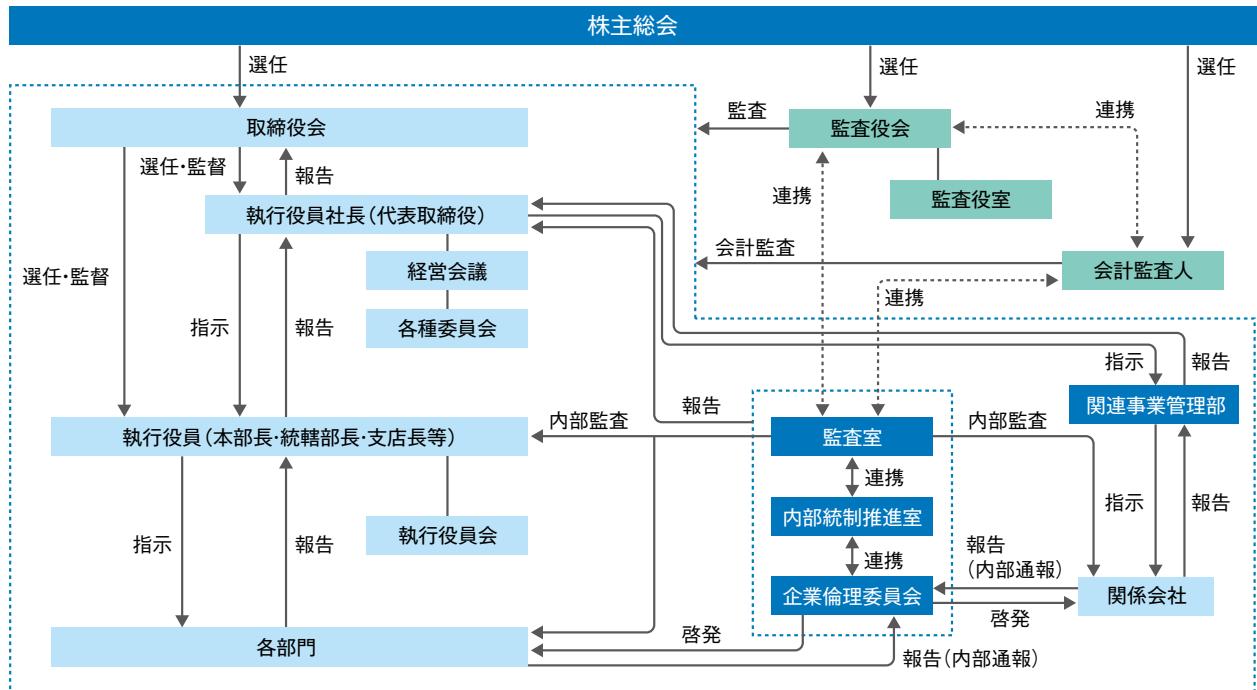 株主総会
選任
選任
選任
取締役会
監査
監査役会
連携
選任・監督
報告
連携
監査役室
執行役員社長（代表取締役）
会計監査
会計監査人
選任・監督
経営会議
連携
指示
報告
各種委員会
指示
報告
関連事業管理部
報告
執行役員（本部長・統轄部長・支店長等）
内部監査
監査室
内部監査
連携
指示
報告
内部統制推進室
執行役員会
指示
報告
連携
報告
（内部通報）
企業倫理委員会
関係会社
啓発
各部門
啓発
報告（内部通報）